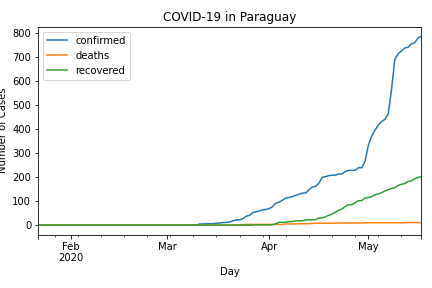 COVID-19 in Paraguay
800
700
600
500
400
300
200
100
0
Number of Cases
confirmed
deaths
recovered
Feb
2020
Mar
Apr
May
Day